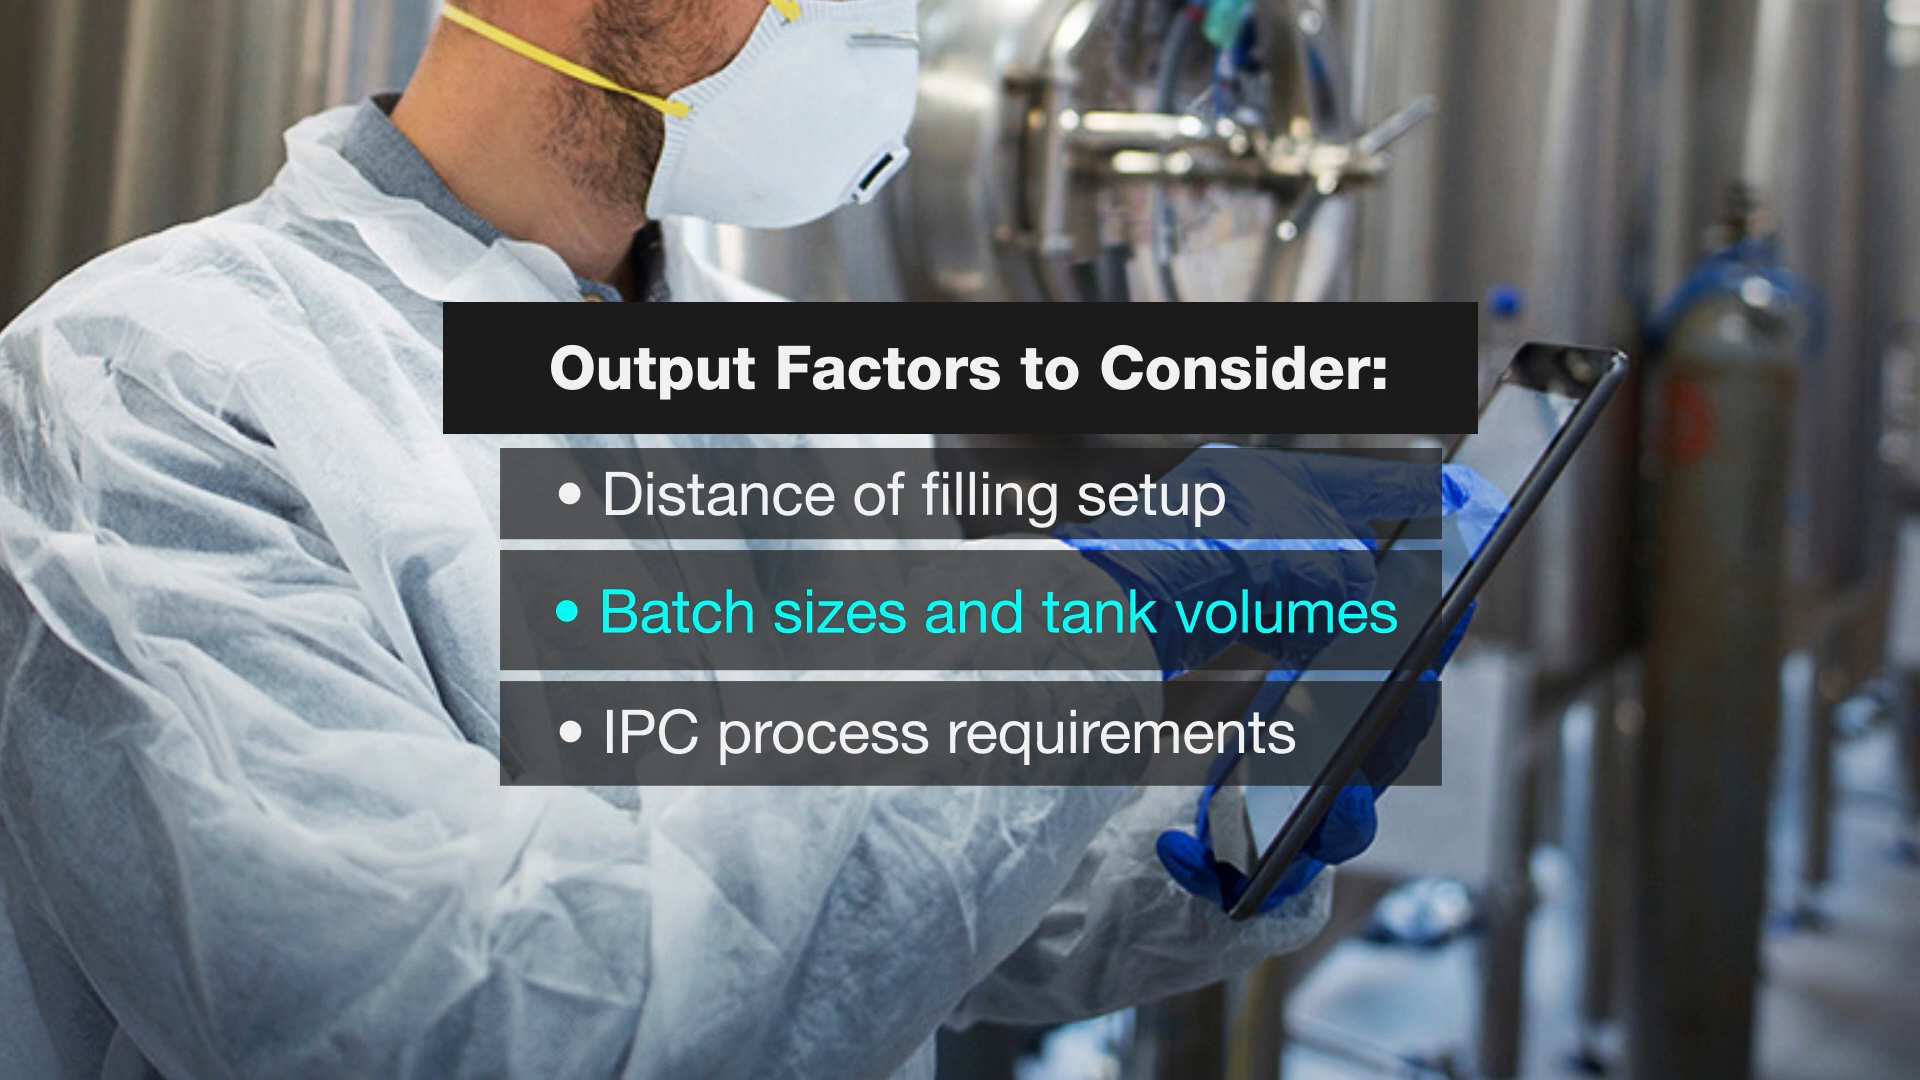 Output Factors to Consider:
• Distance of filling setup
• Batch sizes and tank volumes
• IPC process requirements